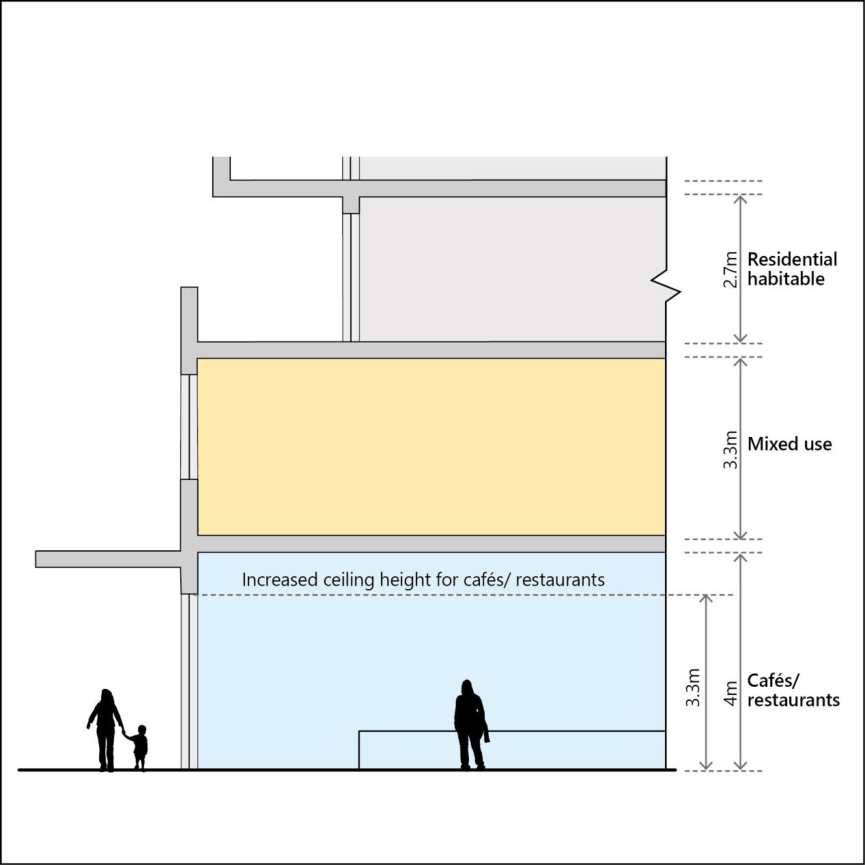 2.7m
Residential
habitable
3.3m
Mixed use
Increased ceiling height for cafés/ restaurants
3.3m
4m
Cafés/
restaurants